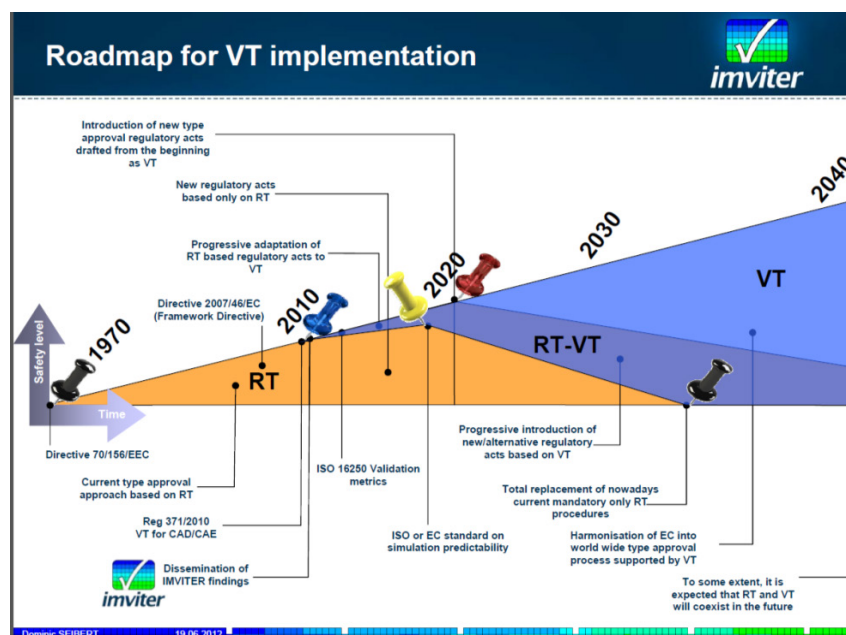 Roadmap for VT implementation
imviter
Introduction of new type
approval regulatory acts
drafted from the beginning
as VT
New regulatory acts
based only on RT
Progressive adaptation of
RT based regulatory acts to
VT
Directive 2007/46/EC
(Framework Directive)
1970
2010
2020
2030
2040
Safety level
Time
RT
RT-VT
VT
Directive 70/156/EEC
Current type approval
approach based on RT
Reg 371/2010
VT for CAD/CAE
Dissemination of
IMVITER findings
imviter
ISO 16250 Validation
metrics
ISO or EC standard on
simulation predictability
Progressive introduction of
new/alternative regulatory
acts based on VT
Total replacement of nowadays
current mandatory only RT
procedures
Harmonisation of EC into
world wide type approval
process supported by VT
To some extent, it is
expected that RT and VT
will coexist in the future
Dominic SEIBERT 19.06.2012